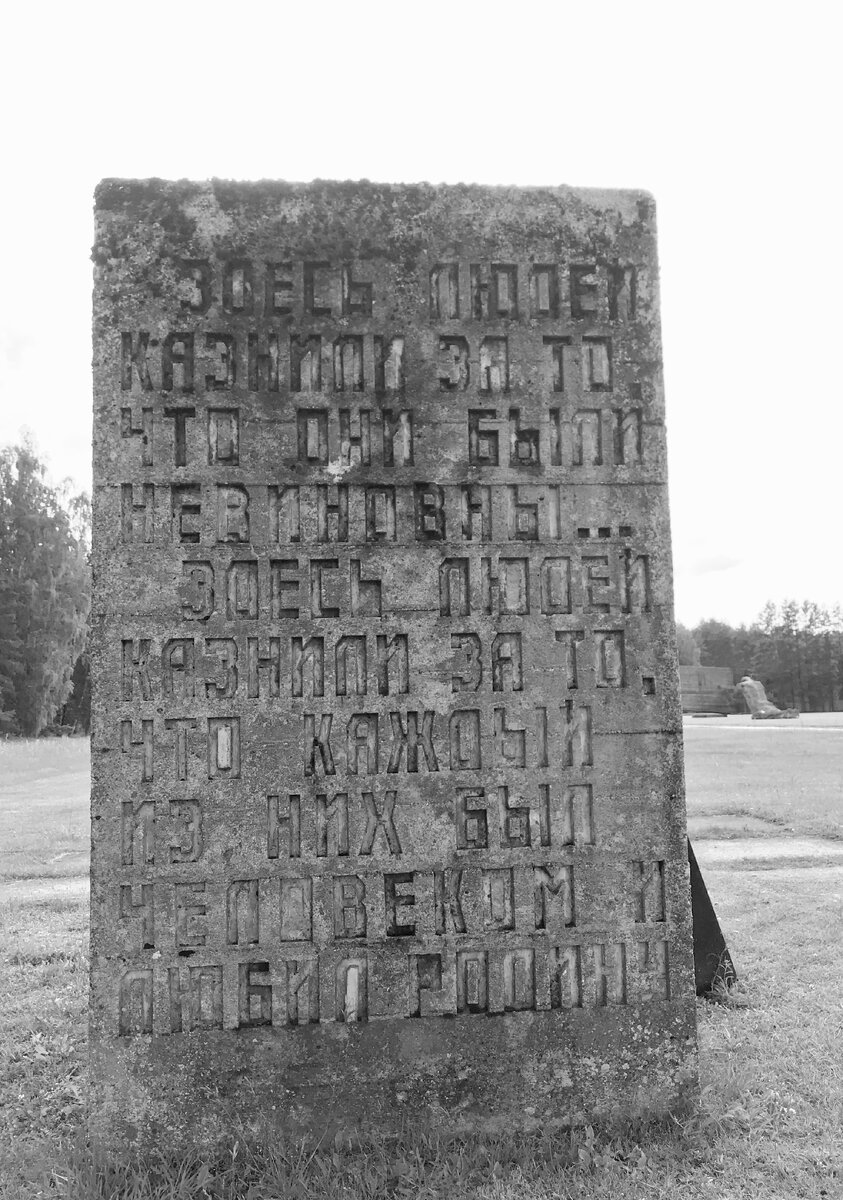 ЗДЕСЬ ЛЮДЕЙ
КАЗНИЛИ ЗА ТО,
ЧТО ОНИ БЫЛИ
НЕВИНОВНЫ...
ЗДЕСЬ ЛЮДЕЙ
КАЗНИЛИ ЗА ТО,
ЧТО КАЖДЫЙ
ИЗ НИХ БЫЛ
ЧЕЛОВЕКОМ И
ЛЮБИЛ РОДИНУ